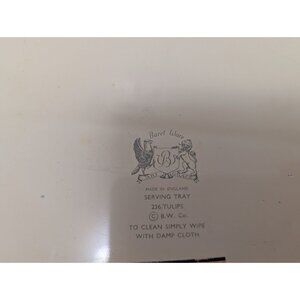 Baret Ware
B
MADE IN ENGLAND
SERVING TRAY
236.TULIPS.
© B.W. Co.
TO CLEAN SIMPLY WIPE
WITH DAMP CLOTH.